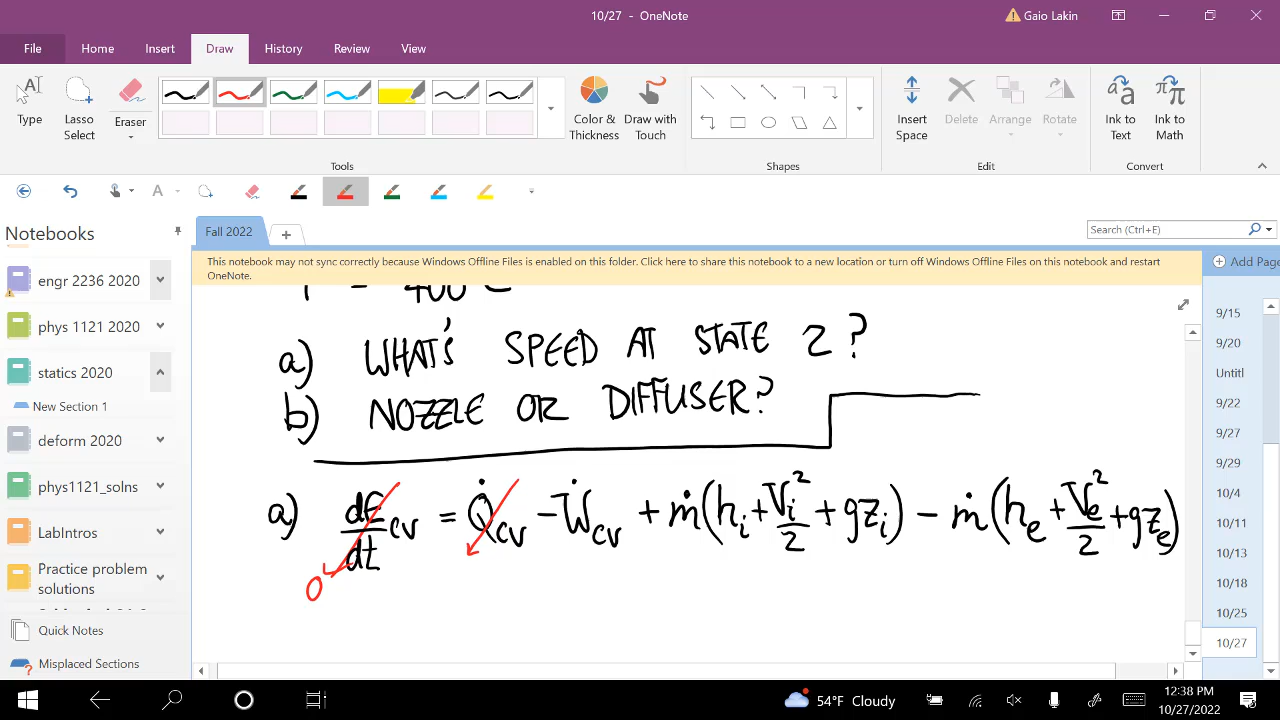 10/27 - OneNote
Gaio Lakin
File Home Insert Draw History Review View
Type
Lasso Select
Eraser
Color & Thickness
Draw with Touch
Insert Space
Delete
Arrange
Rotate
Ink to Text
Ink to Math
Tools Shapes Edit Convert
Notebooks
Fall 2022
Search (Ctrl+E)
This notebook may not sync correctly because Windows Offline Files is enabled on this folder. Click here to share this notebook to a new location or turn off Windows Offline Files on this notebook and restart
OneNote.
Add Page
engr 2236 2020
phys 1121 2020
statics 2020
New Section 1
deform 2020
phys1121_solns
LabIntros
Practice problem
solutions
Quick Notes
Misplaced Sections
a) WHAT'S SPEED AT STATE 2?
b) NOZZLE OR DIFFUSER?
a) dE/dt cv = Q̇cv - Ẇcv + ṁ(hi + Vi²/2 + gzi) - ṁ(he + Ve²/2 + gze)
0
9/15
9/20
Untitl
9/22
9/27
9/29
10/4
10/11
10/13
10/18
10/25
10/27
54°F Cloudy
12:38 PM
10/27/2022